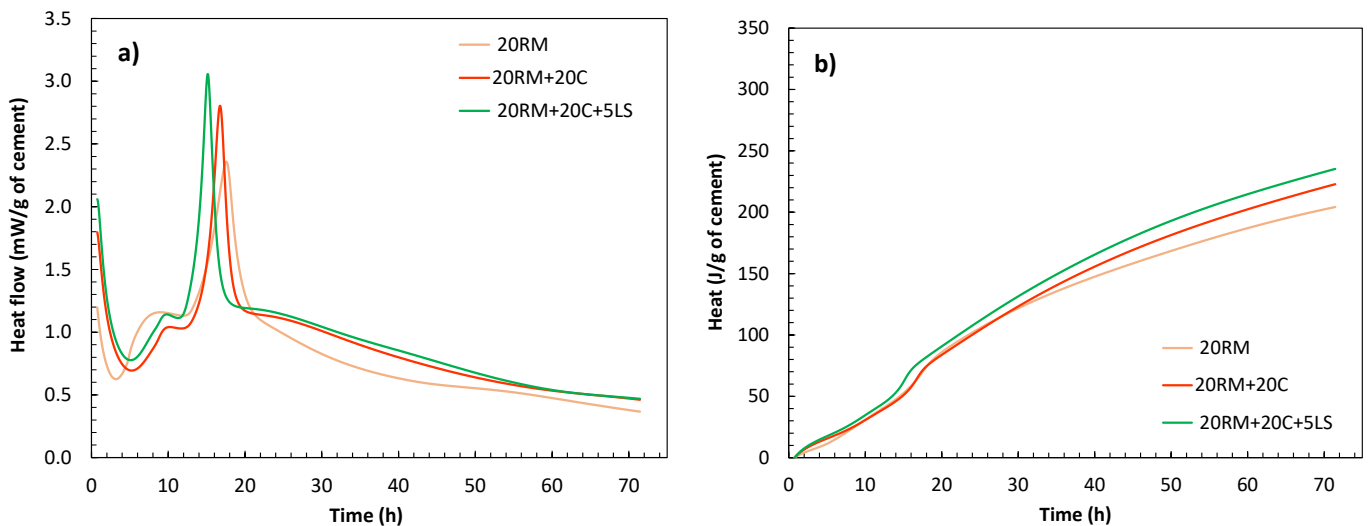 a)
Heat flow (mW/g of cement)
3.5
3.0
2.5
2.0
1.5
1.0
0.5
0.0
0 10 20 30 40 50 60 70
Time (h)
20RM
20RM+20C
20RM+20C+5LS
b)
Heat (J/g of cement)
350
300
250
200
150
100
50
0
0 10 20 30 40 50 60 70
Time (h)
20RM
20RM+20C
20RM+20C+5LS